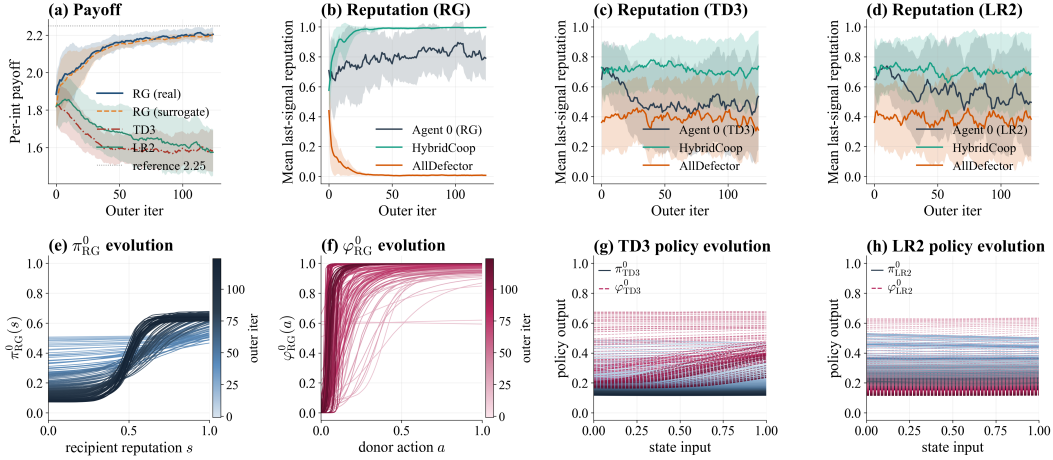 (a) Payoff
Per-int payoff
2.2
2.0
1.8
1.6
RG (real)
RG (surrogate)
TD3
LR2
reference 2.25
0
50
100
Outer iter
(b) Reputation (RG)
Mean last-signal reputation
1.0
0.8
0.6
0.4
0.2
0.0
Agent 0 (RG)
HybridCoop
AllDefector
0
50
100
Outer iter
(c) Reputation (TD3)
Mean last-signal reputation
1.0
0.8
0.6
0.4
0.2
0.0
Agent 0 (TD3)
HybridCoop
AllDefector
0
50
100
Outer iter
(d) Reputation (LR2)
Mean last-signal reputation
1.0
0.8
0.6
0.4
0.2
0.0
Agent 0 (LR2)
HybridCoop
AllDefector
0
50
100
Outer iter
(e) π⁰_RG evolution
π⁰_RG(s)
1.0
0.8
0.6
0.4
0.2
0.0
0.0
0.5
1.0
recipient reputation s
100
75
50
25
0
outer iter
(f) φ⁰_RG evolution
φ⁰_RG(a)
1.0
0.8
0.6
0.4
0.2
0.0
0.0
0.5
1.0
donor action a
100
75
50
25
0
outer iter
(g) TD3 policy evolution
policy output
1.0
0.8
0.6
0.4
0.2
0.0
π⁰_TD3
φ⁰_TD3
0.00
0.25
0.50
0.75
1.00
state input
(h) LR2 policy evolution
policy output
1.0
0.8
0.6
0.4
0.2
0.0
π⁰_LR2
φ⁰_LR2
0.00
0.25
0.50
0.75
1.00
state input